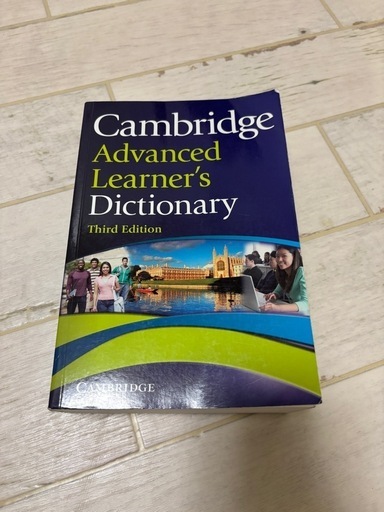 Cambridge
Advanced
Learner's
Dictionary
Third Edition
CAMBRIDGE